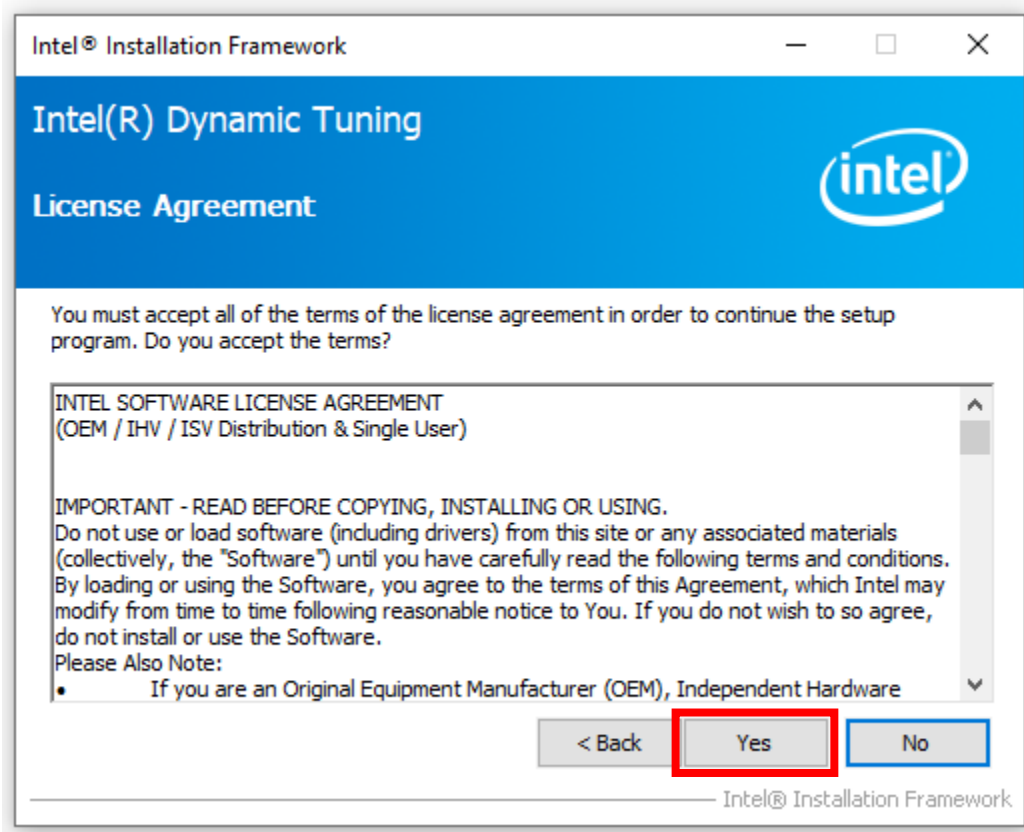 Intel® Installation Framework
Intel(R) Dynamic Tuning
intel
License Agreement
You must accept all of the terms of the license agreement in order to continue the setup
program. Do you accept the terms?
INTEL SOFTWARE LICENSE AGREEMENT
(OEM / IHV / ISV Distribution & Single User)
IMPORTANT - READ BEFORE COPYING, INSTALLING OR USING.
Do not use or load software (including drivers) from this site or any associated materials
(collectively, the "Software") until you have carefully read the following terms and conditions.
By loading or using the Software, you agree to the terms of this Agreement, which Intel may
modify from time to time following reasonable notice to You. If you do not wish to so agree,
do not install or use the Software.
Please Also Note:
• If you are an Original Equipment Manufacturer (OEM), Independent Hardware
< Back Yes No
Intel® Installation Framework